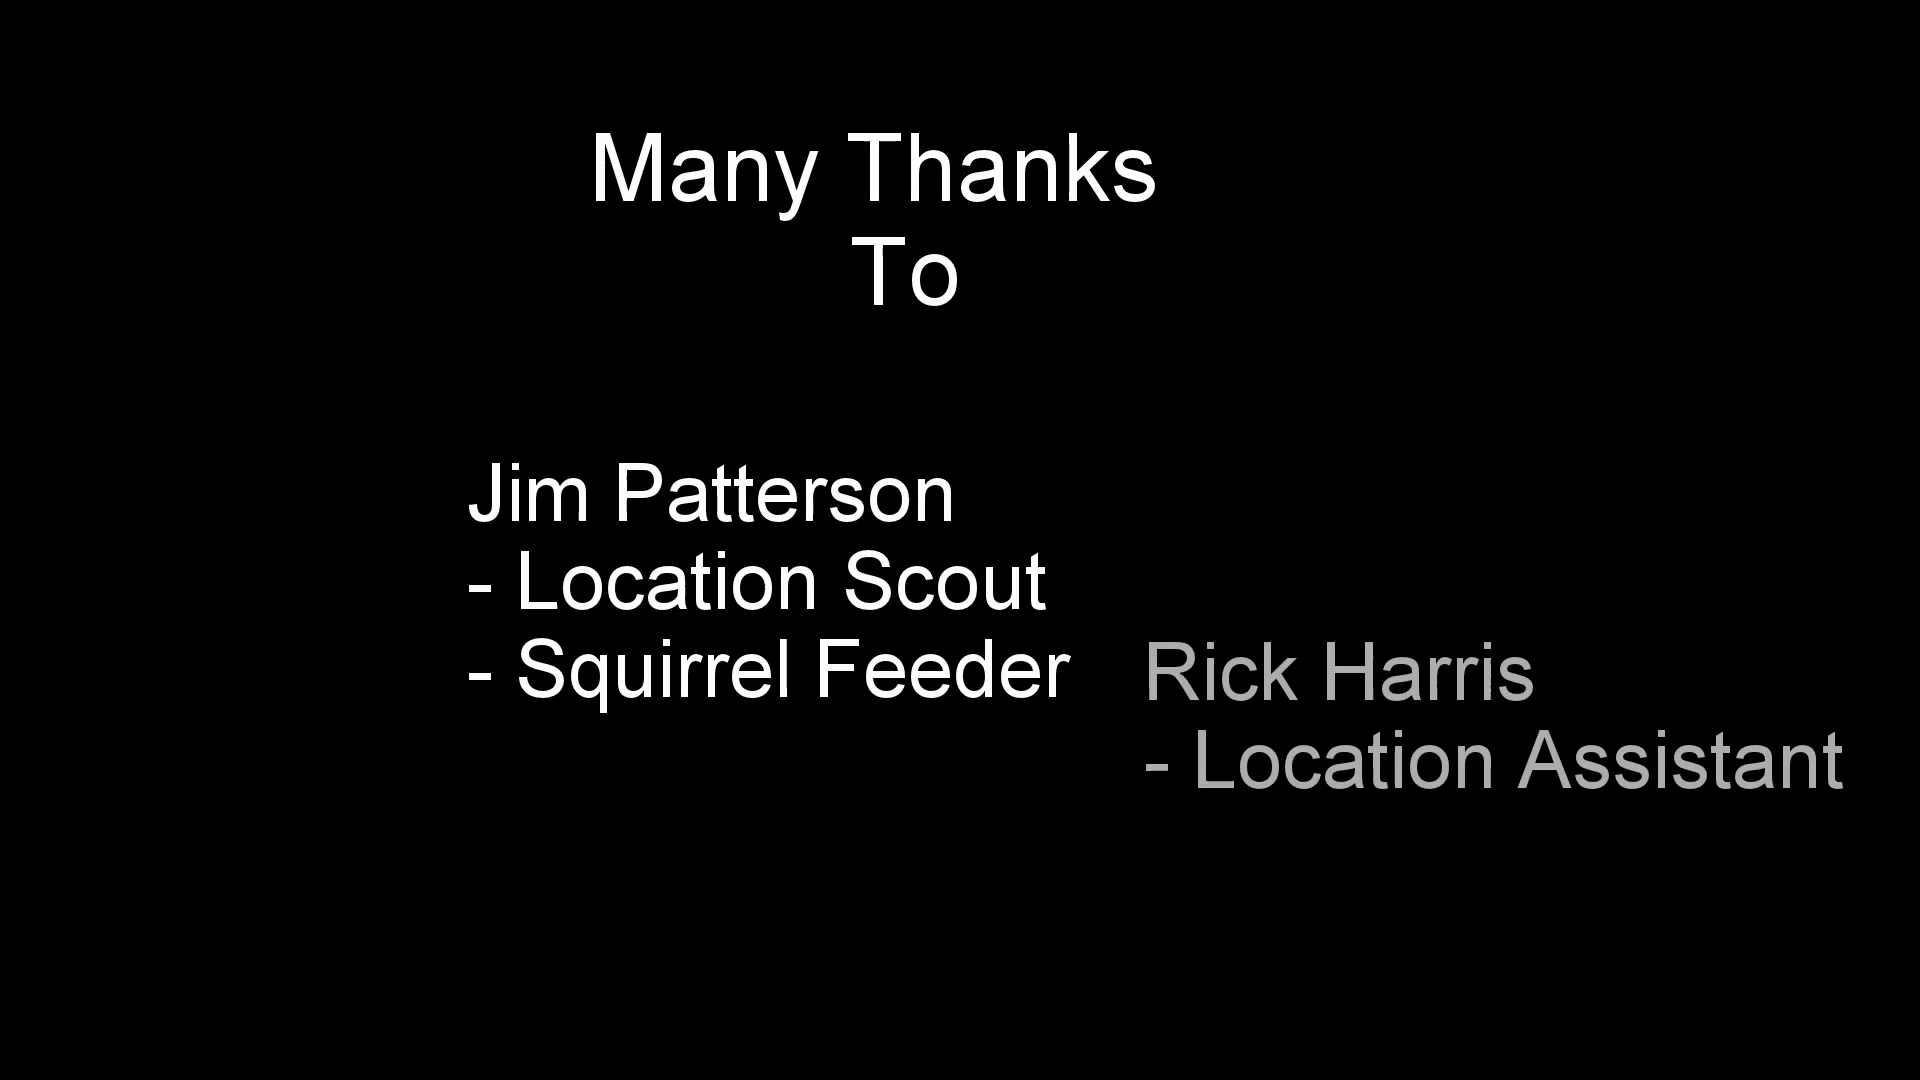 Many Thanks
To
Jim Patterson
- Location Scout
- Squirrel Feeder
Rick Harris
- Location Assistant